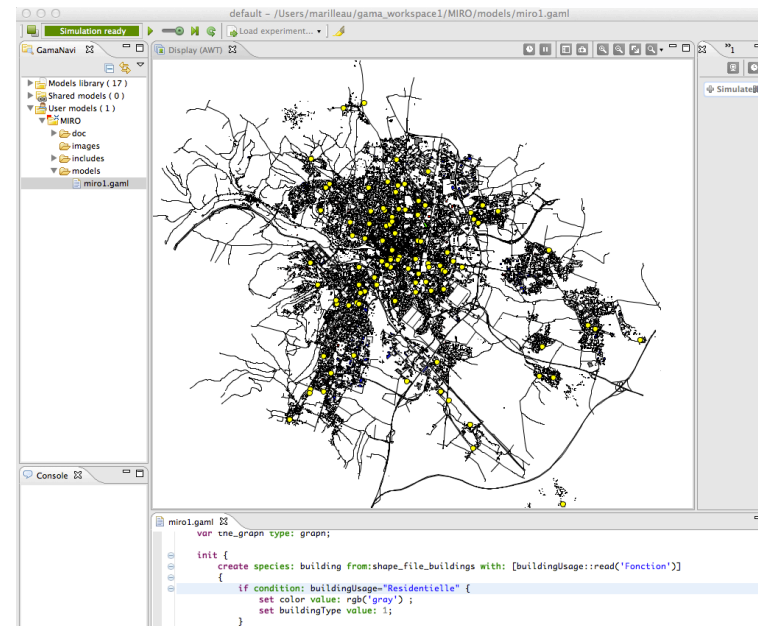 default - /Users/marilleau/gama_workspace1/MIRO/models/miro1.gaml
Simulation ready
Load experiment...
GamaNavi
Display (AWT)
1
Simulate
Models library ( 17 )
Shared models ( 0 )
User models ( 1 )
MIRO
doc
images
includes
models
miro1.gaml
Console
miro1.gaml
var the_graph type: graph;
init {
create species: building from:shape_file_buildings with: [buildingUsage::read('Fonction')]
{
if condition: buildingUsage="Residentielle" {
set color value: rgb('gray') ;
set buildingType value: 1;
}